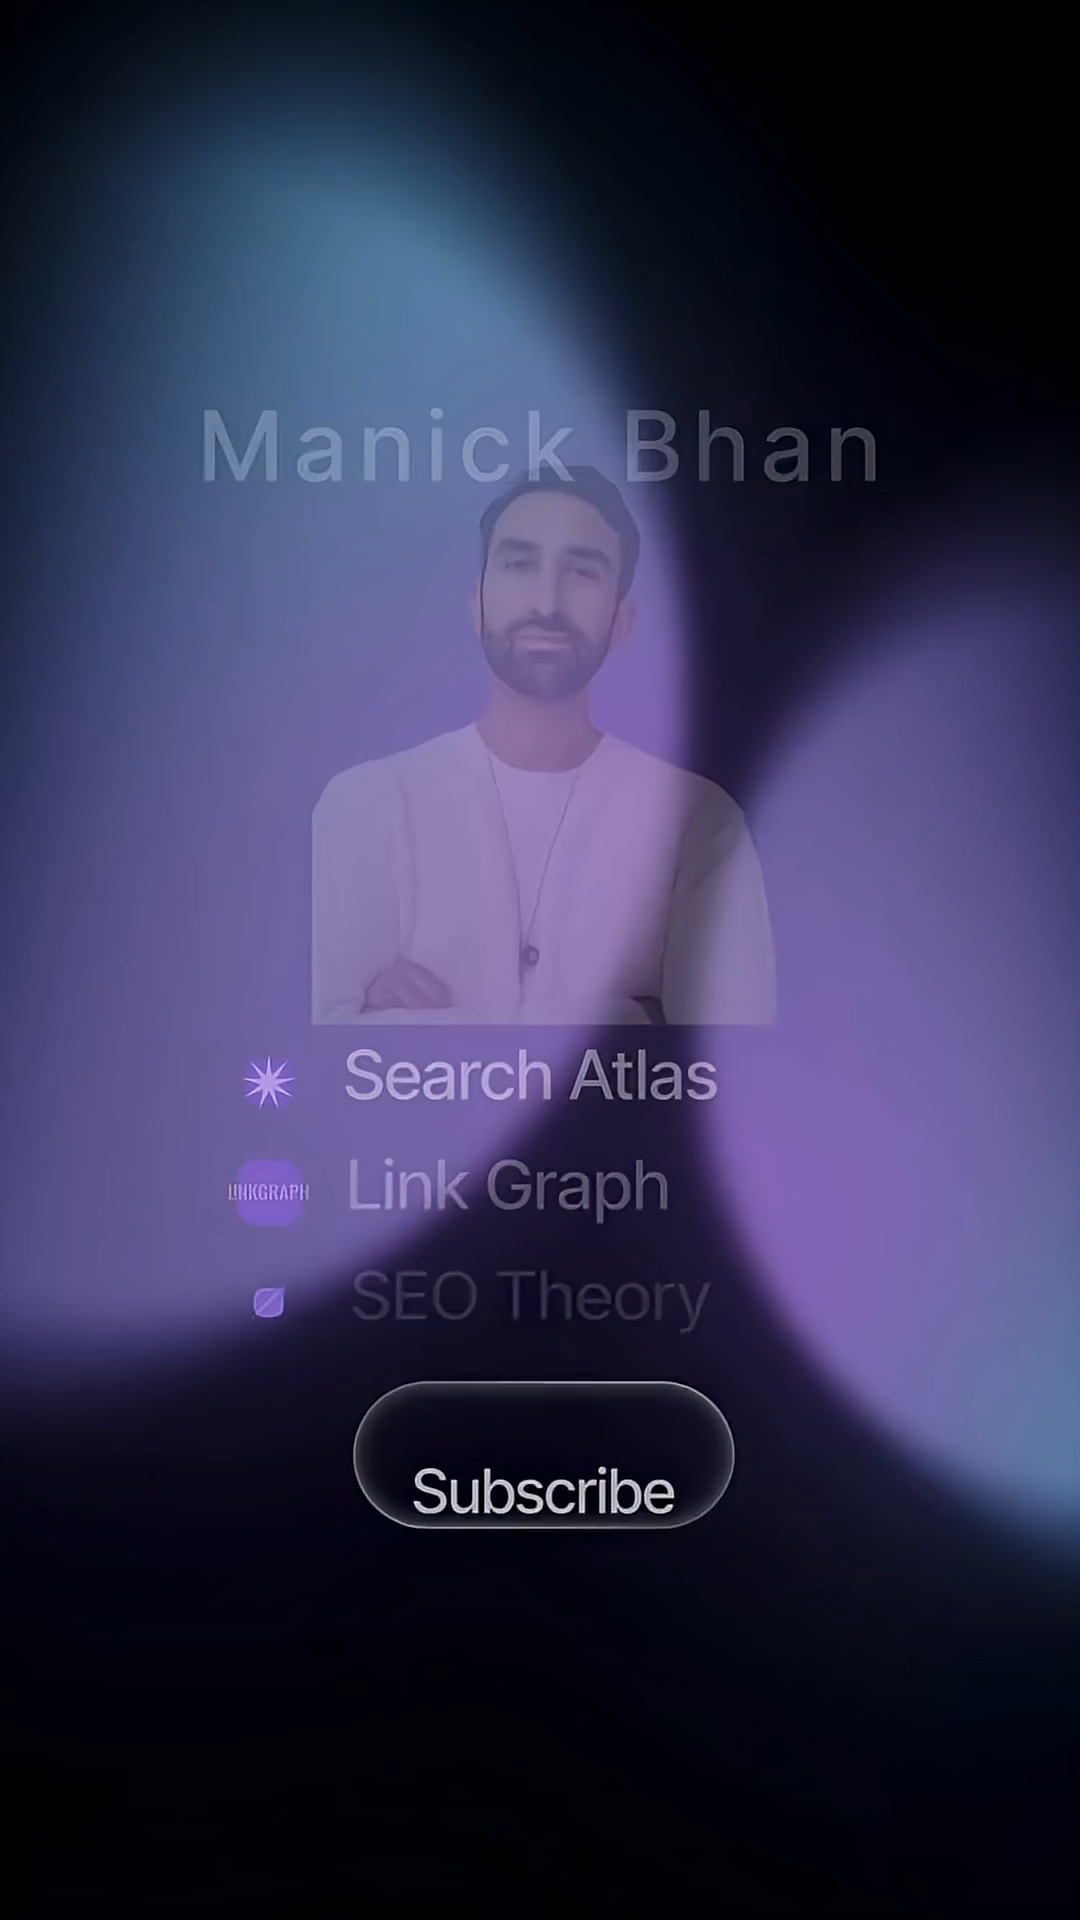 Manick Bhan
Search Atlas
LINKGRAPH
Link Graph
SEO Theory
Subscribe